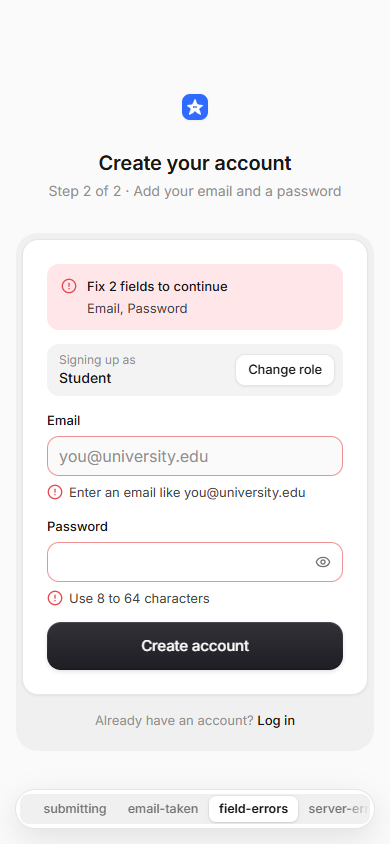 Create your account
Step 2 of 2 · Add your email and a password
Fix 2 fields to continue
Email, Password
Signing up as
Student
Change role
Email
you@university.edu
Enter an email like you@university.edu
Password
Use 8 to 64 characters
Create account
Already have an account? Log in
submitting email-taken field-errors server-err